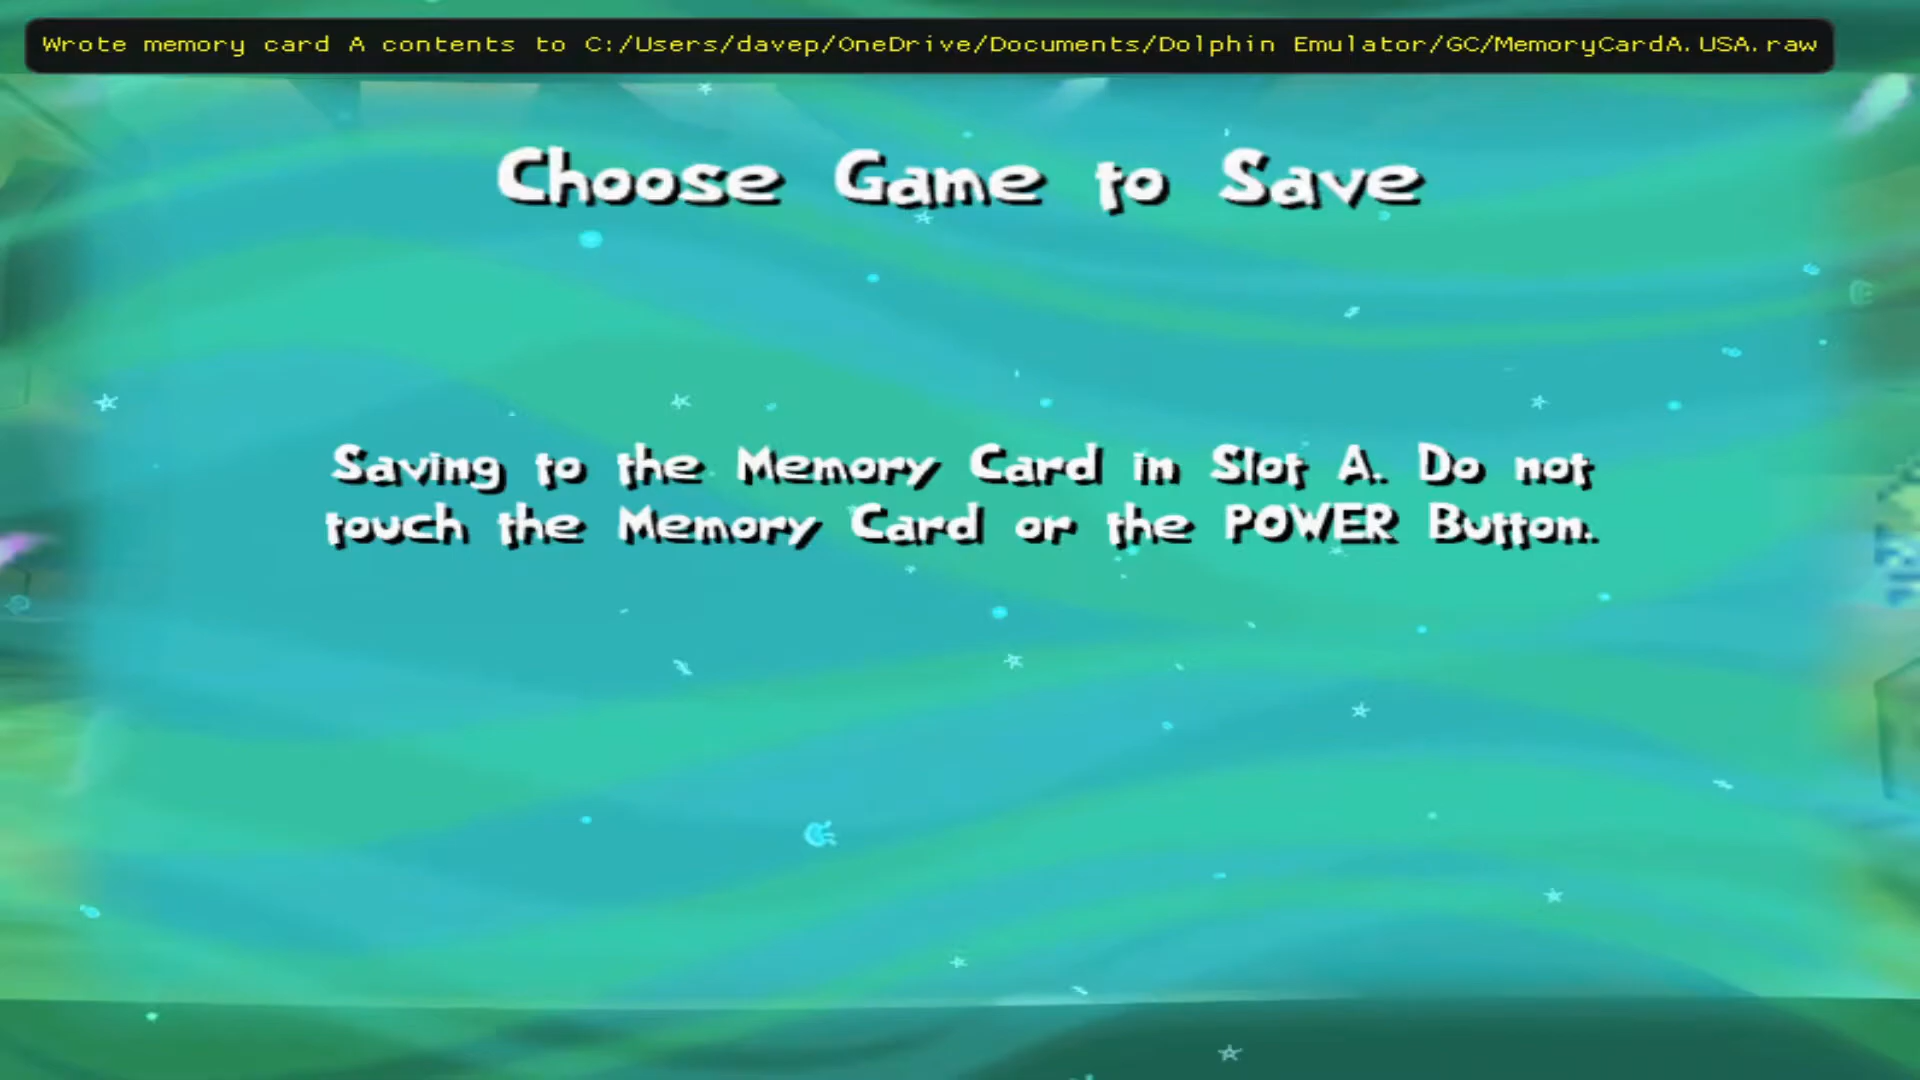 Wrote memory card A contents to C:/Users/davep/OneDrive/Documents/Dolphin Emulator/GC/MemoryCardA.USA.raw
Choose Game to Save
Saving to the Memory Card in Slot A. Do not
touch the Memory Card or the POWER Button.